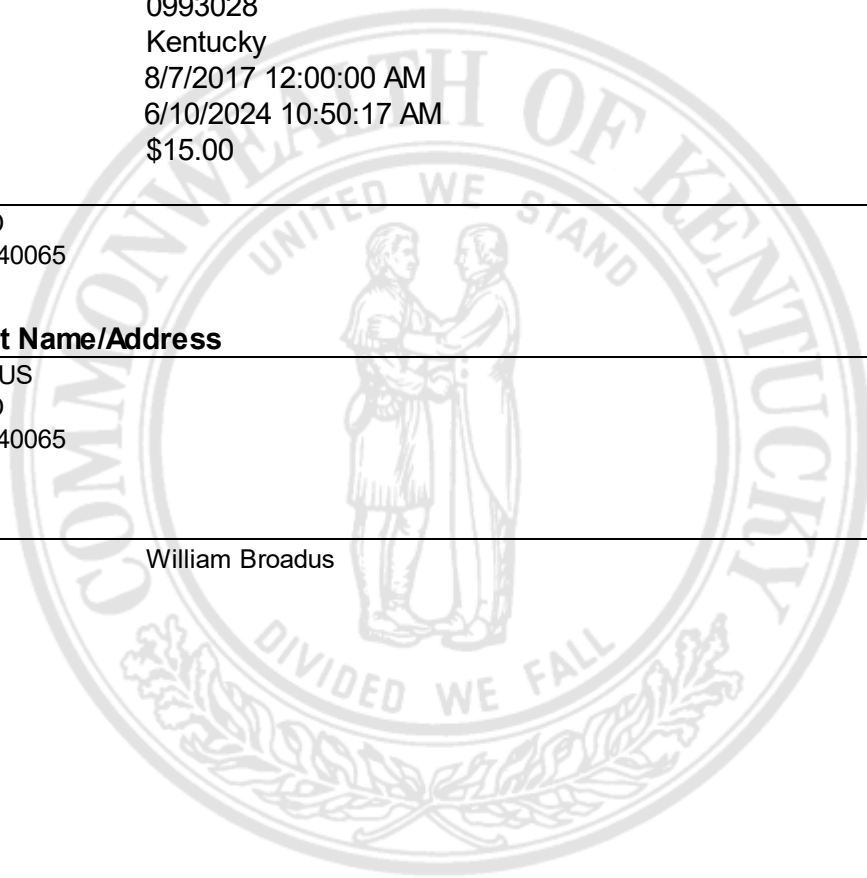 0993028
Kentucky
8/7/2017 12:00:00 AM
6/10/2024 10:50:17 AM
$15.00
40065
t Name/Address
US
40065
William Broadus
COMMONWEALTH OF KENTUCKY
UNITED WE STAND
DIVIDED WE FALL